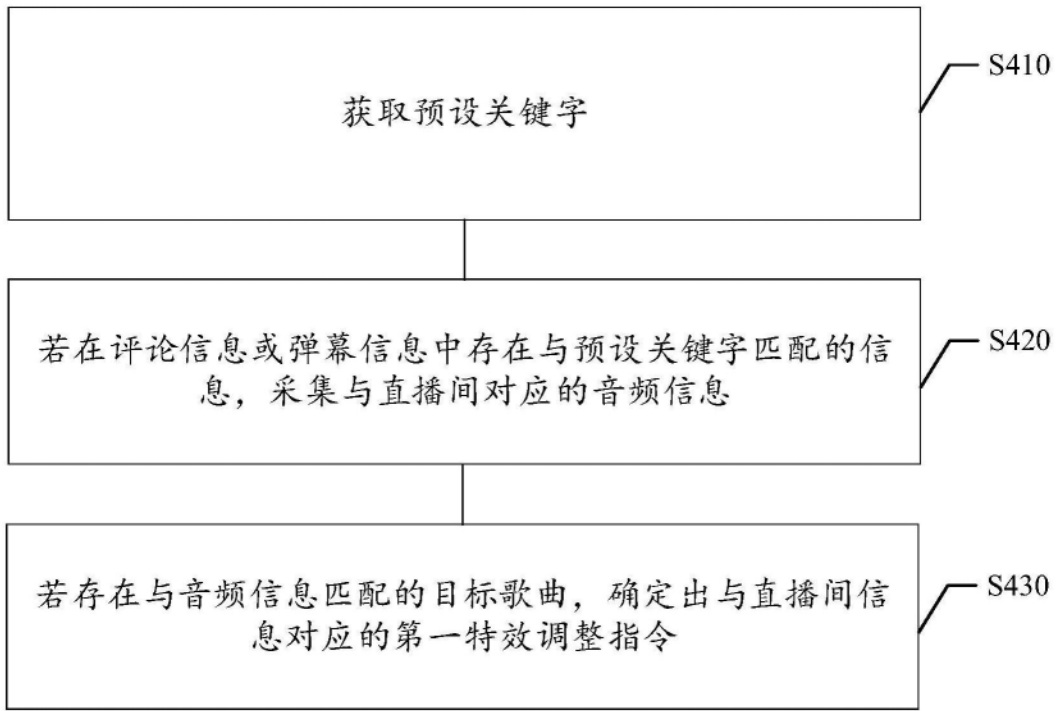 获取预设关键字
S410
若在评论信息或弹幕信息中存在与预设关键字匹配的信
息，采集与直播间对应的音频信息
S420
若存在与音频信息匹配的目标歌曲，确定出与直播间信
息对应的第一特效调整指令
S430